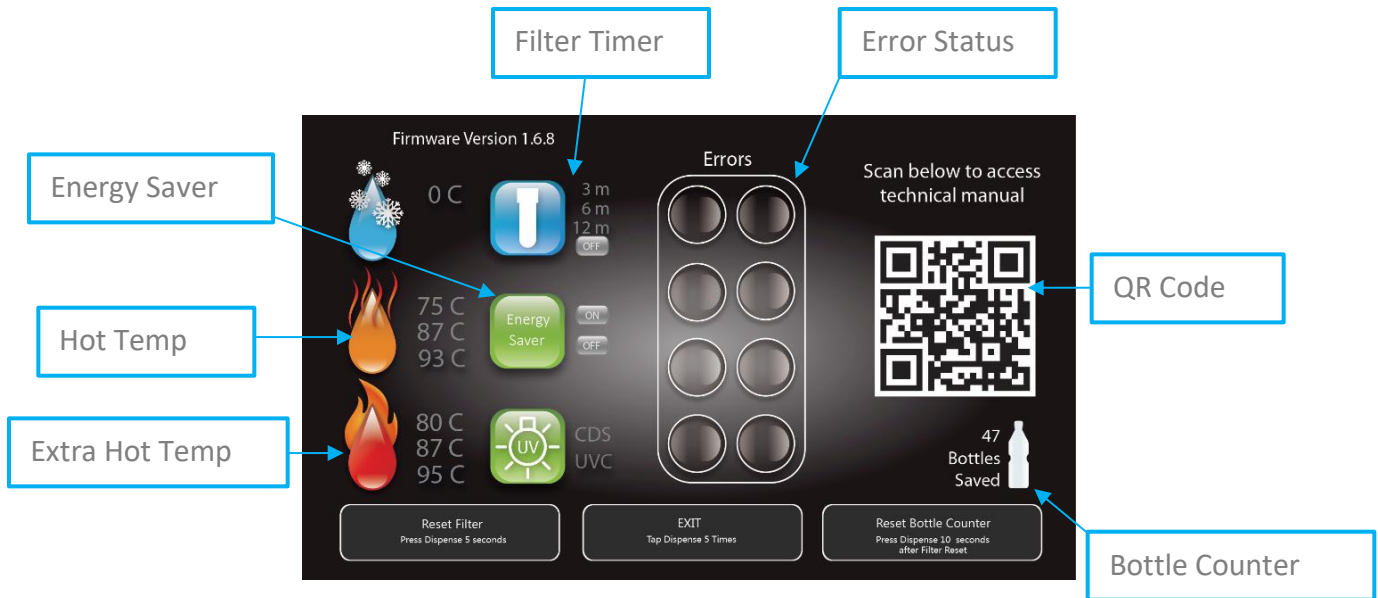 Filter Timer
Error Status
Energy Saver
Hot Temp
Extra Hot Temp
QR Code
Bottle Counter
Firmware Version 1.6.8
0 C
3 m
6 m
12 m
OFF
75 C
87 C
93 C
Energy
Saver
ON
OFF
80 C
87 C
95 C
UV
CDS
UVC
Errors
Scan below to access
technical manual
47
Bottles
Saved
Reset Filter
Press Dispense 5 seconds
EXIT
Tap Dispense 5 Times
Reset Bottle Counter
Press Dispense 10 seconds
after Filter Reset